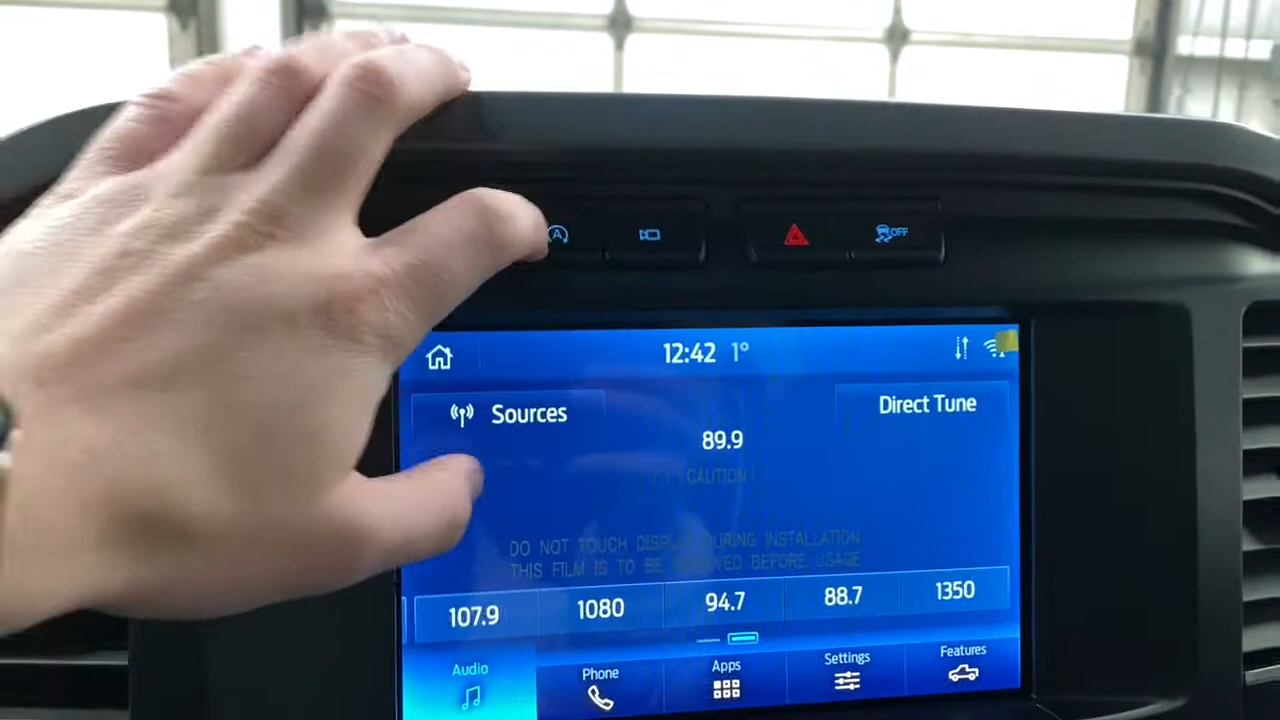 A
OFF
12:42 1°
Sources
Direct Tune
89.9
! CAUTION !
DO NOT TOUCH DISPLAY DURING INSTALLATION
THIS FILM IS TO BE REMOVED BEFORE USAGE
107.9 1080 94.7 88.7 1350
Audio Phone Apps Settings Features